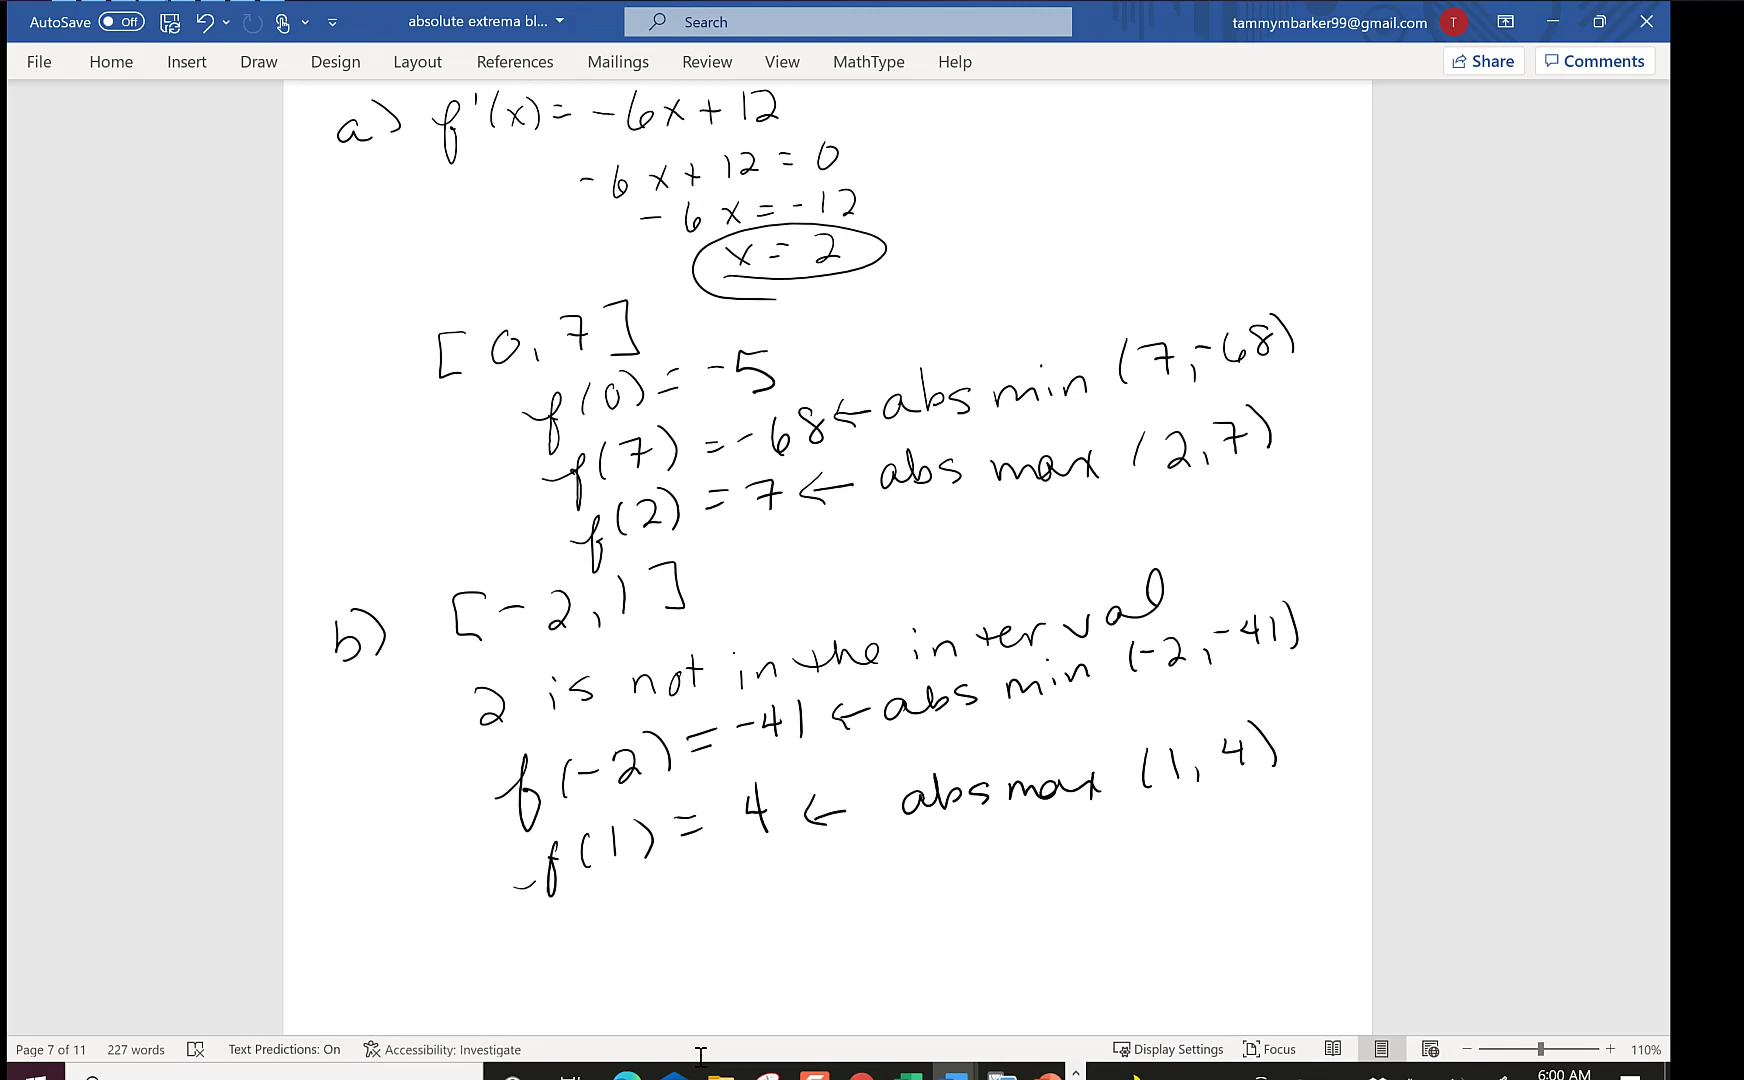 AutoSave Off absolute extrema bl... Search tammymbarker99@gmail.com T
File Home Insert Draw Design Layout References Mailings Review View MathType Help Share Comments
a) f'(x) = -6x + 12
-6x + 12 = 0
-6x = -12
x = 2
[0, 7]
f(0) = -5
f(7) = -68 ← abs min (7, -68)
f(2) = 7 ← abs max (2, 7)
b) [-2, 1]
2 is not in the interval
f(-2) = -41 ← abs min (-2, -41)
f(1) = 4 ← abs max (1, 4)
Page 7 of 11 227 words Text Predictions: On Accessibility: Investigate Display Settings Focus 110%
6:00 AM